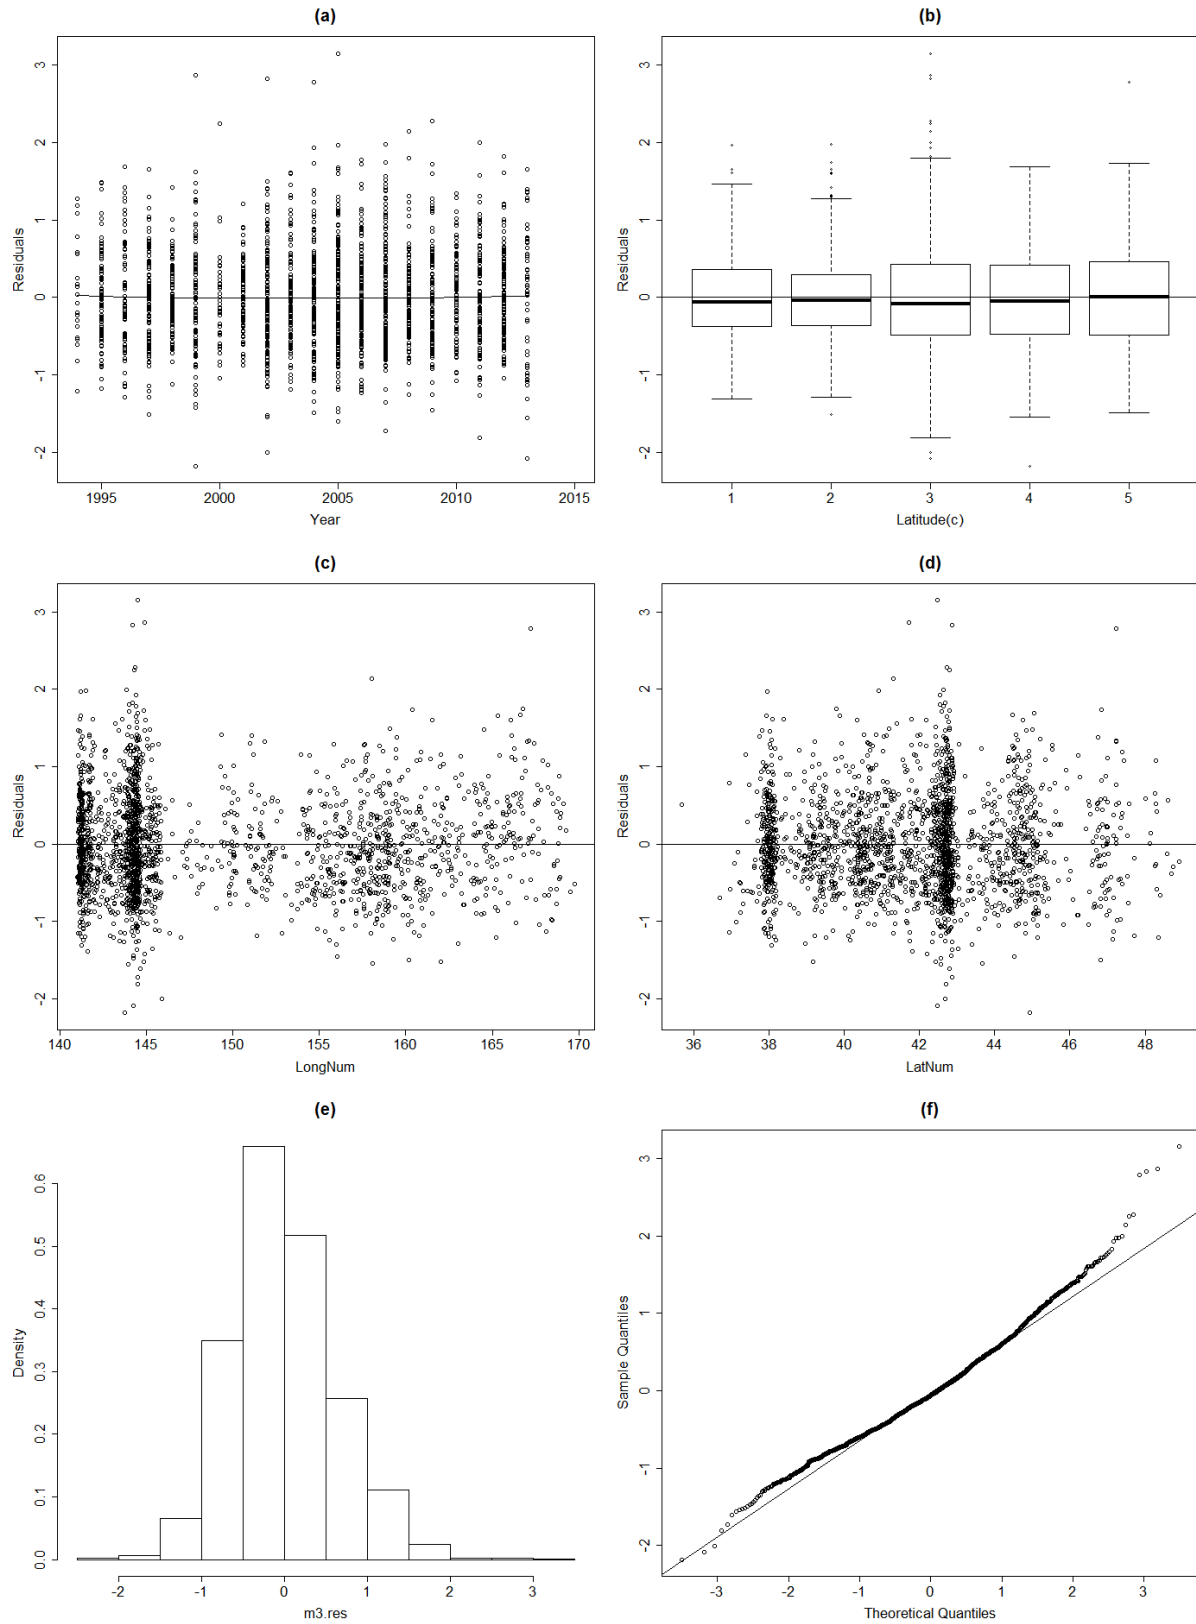 (a)
3
2
1
0
-1
-2
Residuals
1995 2000 2005 2010 2015
Year
(b)
3
2
1
0
-1
-2
Residuals
1 2 3 4 5
Latitude(c)
(c)
3
2
1
0
-1
-2
Residuals
140 145 150 155 160 165 170
LongNum
(d)
3
2
1
0
-1
-2
Residuals
36 38 40 42 44 46 48
LatNum
(e)
0.6
0.5
0.4
0.3
0.2
0.1
0.0
Density
-2 -1 0 1 2 3
m3.res
(f)
3
2
1
0
-1
-2
Sample Quantiles
-3 -2 -1 0 1 2 3
Theoretical Quantiles